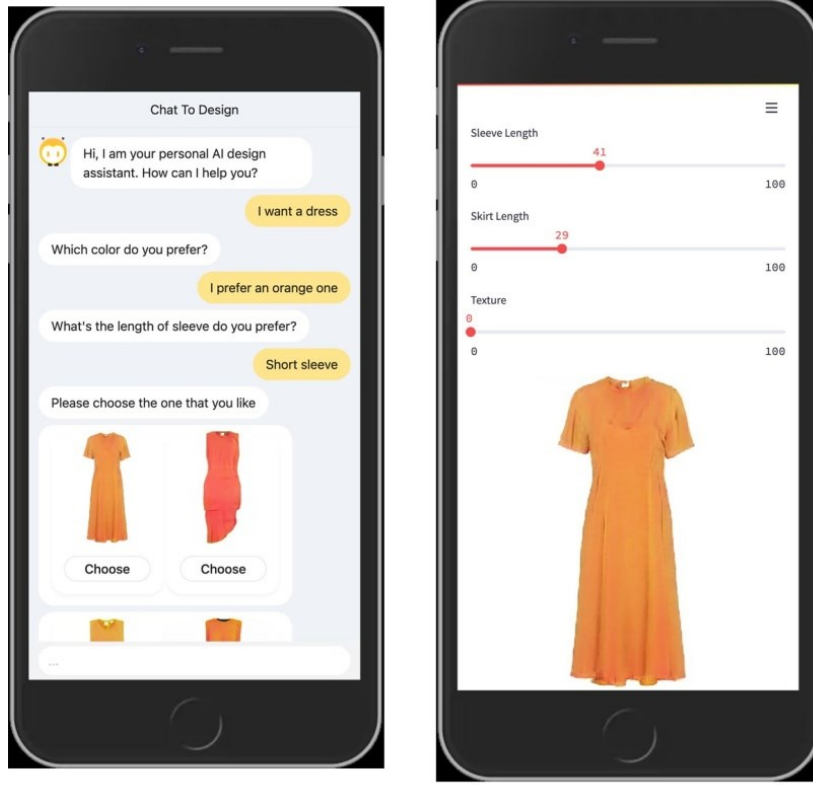 Chat To Design
Hi, I am your personal AI design
assistant. How can I help you?
I want a dress
Which color do you prefer?
I prefer an orange one
What's the length of sleeve do you prefer?
Short sleeve
Please choose the one that you like
Choose
Choose
...
Sleeve Length
41
0
100
Skirt Length
29
0
100
Texture
0
0
100